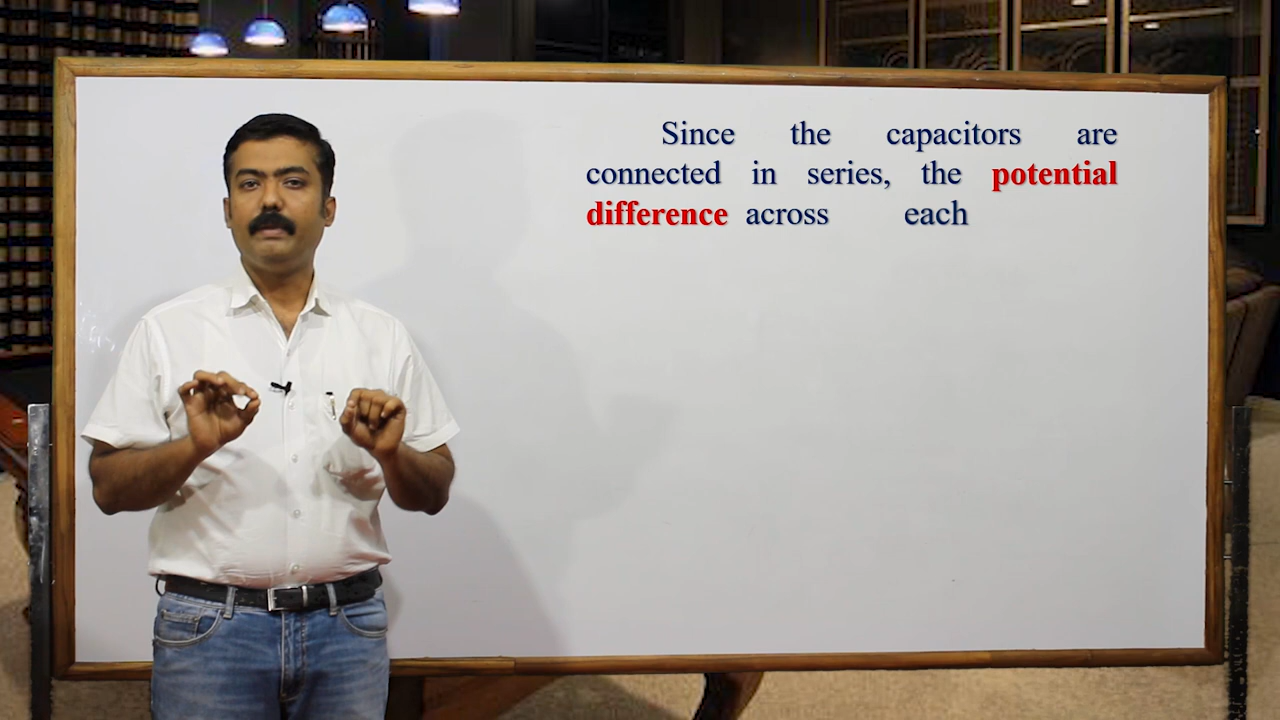 Since the capacitors are
connected in series, the potential
difference across each